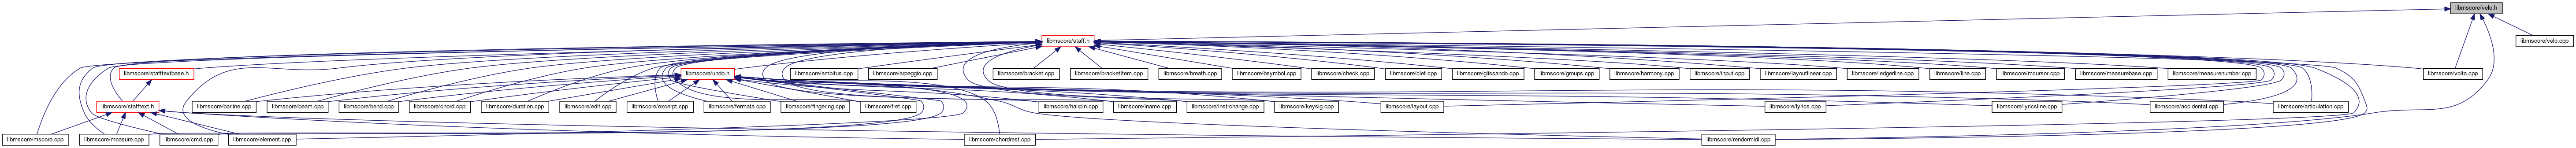 libmscore/velo.h
libmscore/staff.h
libmscore/velo.cpp
libmscore/stafftextbase.h
libmscore/undo.h
libmscore/ambitus.cpp
libmscore/arpeggio.cpp
libmscore/bracket.cpp
libmscore/bracketItem.cpp
libmscore/breath.cpp
libmscore/bsymbol.cpp
libmscore/check.cpp
libmscore/clef.cpp
libmscore/glissando.cpp
libmscore/groups.cpp
libmscore/harmony.cpp
libmscore/input.cpp
libmscore/layoutlinear.cpp
libmscore/ledgerline.cpp
libmscore/line.cpp
libmscore/mcursor.cpp
libmscore/measurebase.cpp
libmscore/measurenumber.cpp
libmscore/volta.cpp
libmscore/stafftext.h
libmscore/barline.cpp
libmscore/beam.cpp
libmscore/bend.cpp
libmscore/chord.cpp
libmscore/duration.cpp
libmscore/edit.cpp
libmscore/excerpt.cpp
libmscore/fermata.cpp
libmscore/fingering.cpp
libmscore/fret.cpp
libmscore/hairpin.cpp
libmscore/iname.cpp
libmscore/instrchange.cpp
libmscore/keysig.cpp
libmscore/layout.cpp
libmscore/lyrics.cpp
libmscore/lyricsline.cpp
libmscore/accidental.cpp
libmscore/articulation.cpp
libmscore/mscore.cpp
libmscore/measure.cpp
libmscore/cmd.cpp
libmscore/element.cpp
libmscore/chordrest.cpp
libmscore/rendermidi.cpp